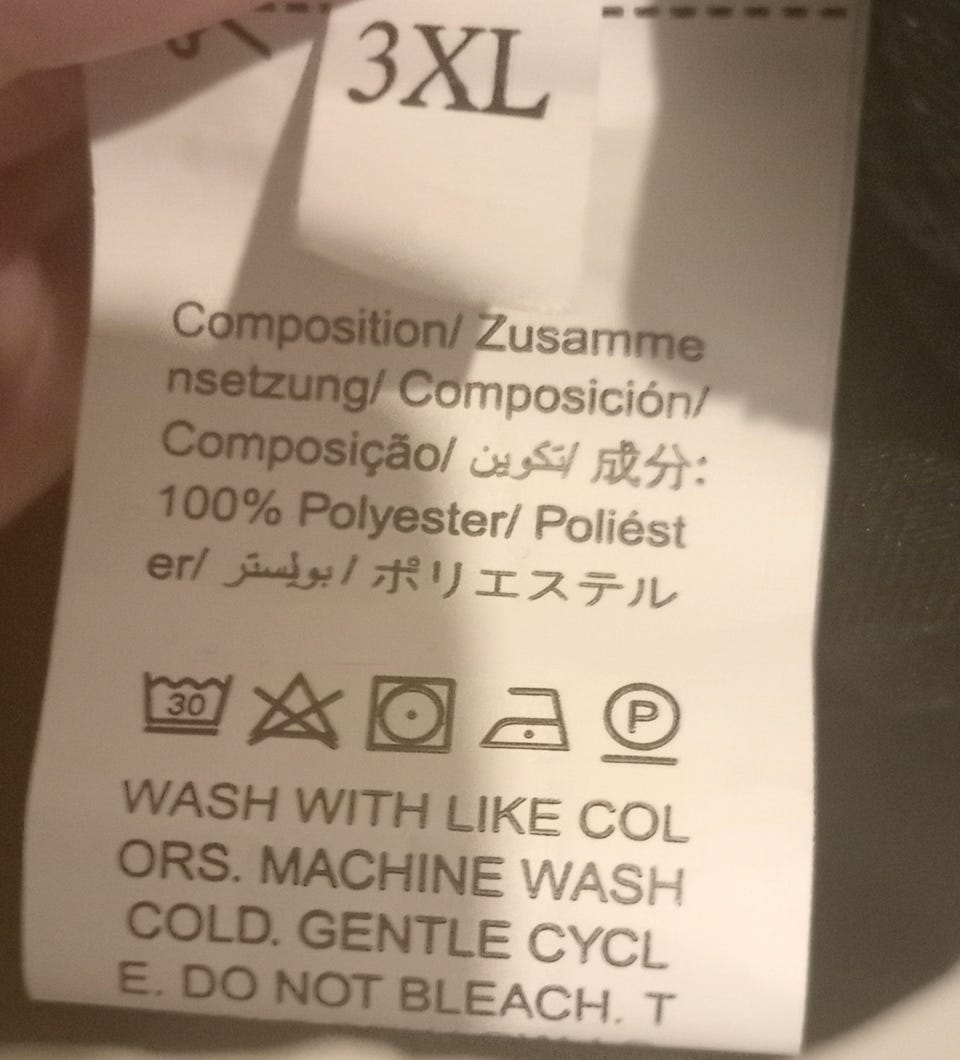 3XL
Composition/ Zusamme
nsetzung/ Composición/
Composição/ تكوين/ 成分:
100% Polyester/ Poliést
er/ بوليستر / ポリエステル
30 P
WASH WITH LIKE COL
ORS. MACHINE WASH
COLD. GENTLE CYCL
E. DO NOT BLEACH. T